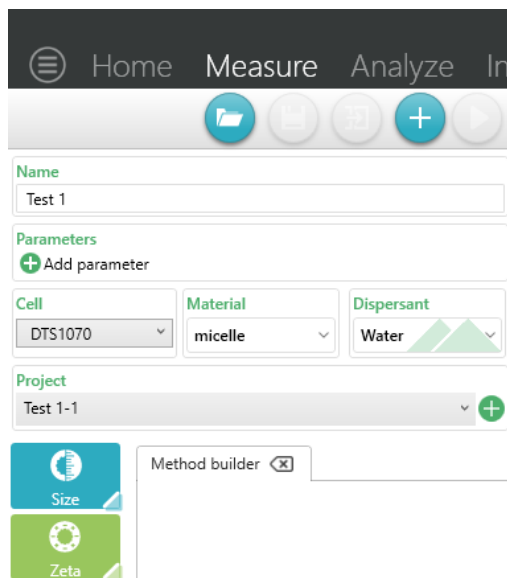 Home Measure Analyze In
Name
Test 1
Parameters
Add parameter
Cell Material Dispersant
DTS1070 micelle Water
Project
Test 1-1
Method builder
Size
Zeta